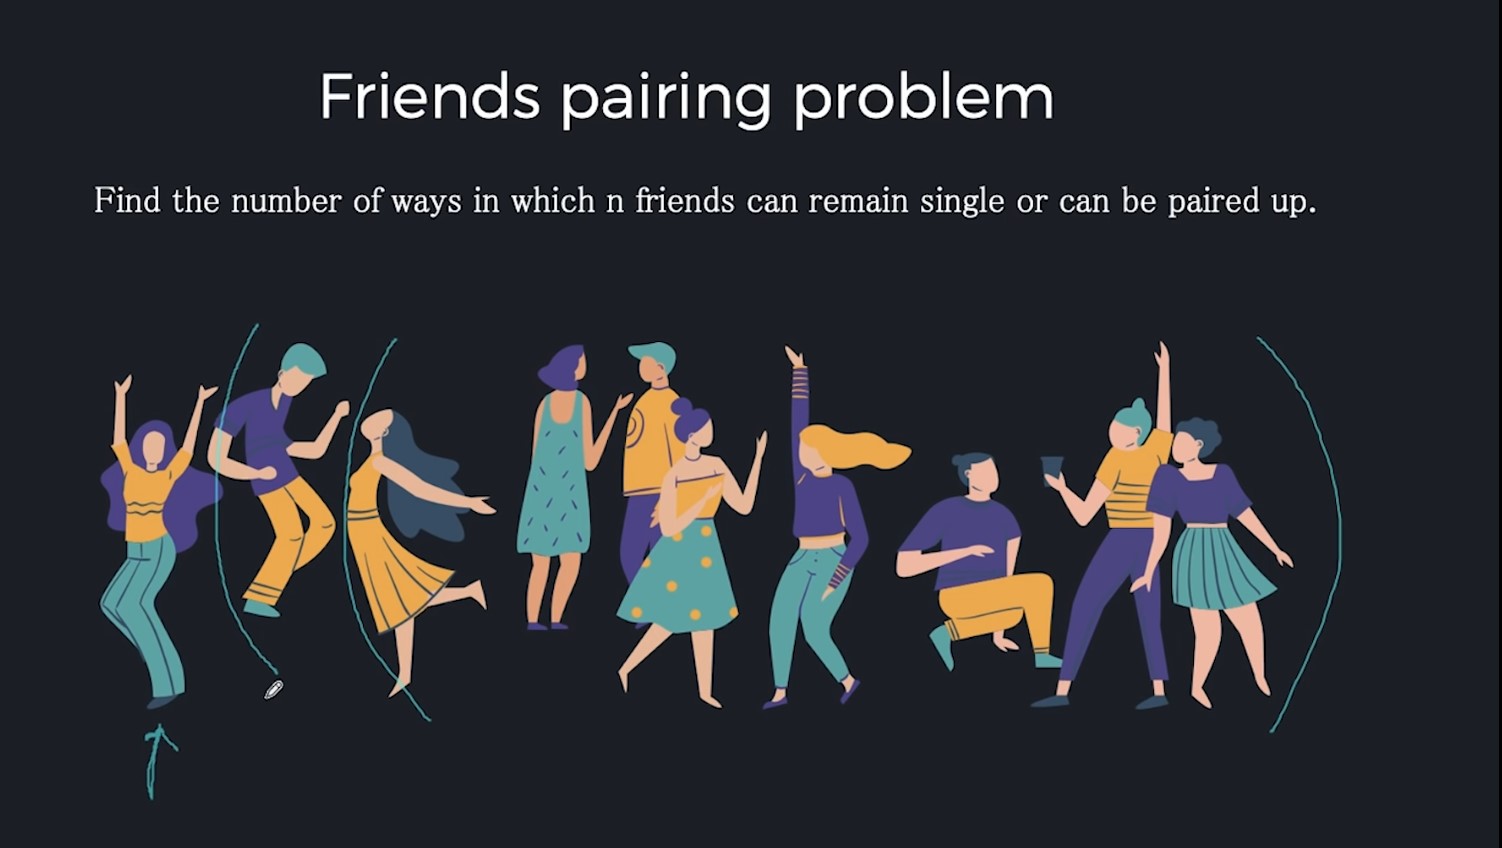 Friends pairing problem
Find the number of ways in which n friends can remain single or can be paired up.